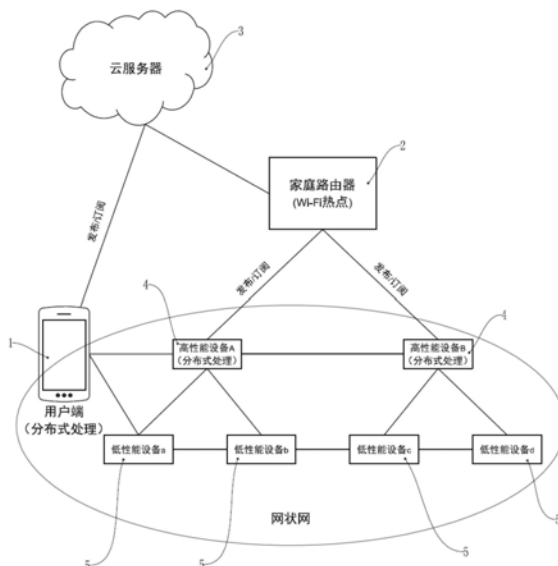 3
云服务器
2
家庭路由器
(Wi-Fi热点)
发布/订阅
发布/订阅
发布/订阅
4
4
1
高性能设备A
(分布式处理)
高性能设备B
(分布式处理)
用户端
(分布式处理)
低性能设备a
低性能设备b
低性能设备c
低性能设备d
5
网状网
5
5
5